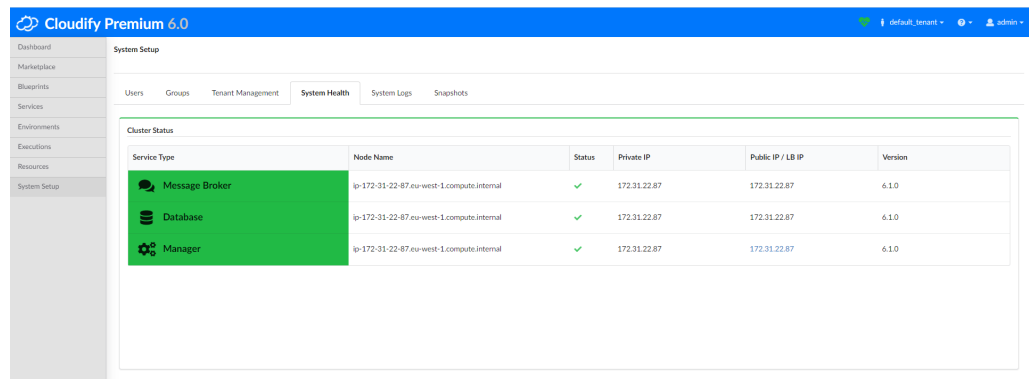 Cloudify Premium 6.0
default_tenant
admin
Dashboard
Marketplace
Blueprints
Services
Environments
Executions
Resources
System Setup
System Setup
Users Groups Tenant Management System Health System Logs Snapshots
Cluster Status
Service Type Node Name Status Private IP Public IP / LB IP Version
Message Broker ip-172-31-22-87.eu-west-1.compute.internal 172.31.22.87 172.31.22.87 6.1.0
Database ip-172-31-22-87.eu-west-1.compute.internal 172.31.22.87 172.31.22.87 6.1.0
Manager ip-172-31-22-87.eu-west-1.compute.internal 172.31.22.87 172.31.22.87 6.1.0